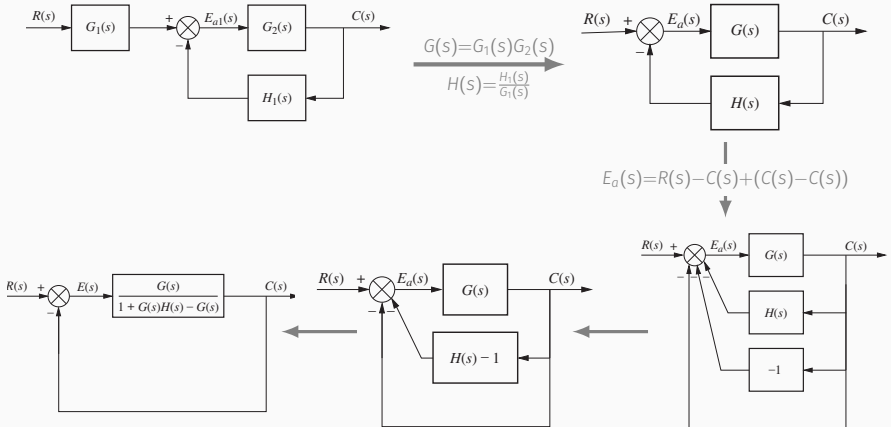 R(s) G₁(s) + − Eₐ₁(s) G₂(s) C(s)
H₁(s)
G(s)=G₁(s)G₂(s)
H(s)=H₁(s)/G₁(s)
R(s) + − Eₐ(s) G(s) C(s)
H(s)
Eₐ(s)=R(s)−C(s)+(C(s)−C(s))
R(s) + − − − Eₐ(s) G(s) C(s)
H(s)
−1
R(s) + − − Eₐ(s) G(s) C(s)
H(s) − 1
R(s) + − E(s) G(s) C(s)
1 + G(s)H(s) − G(s)